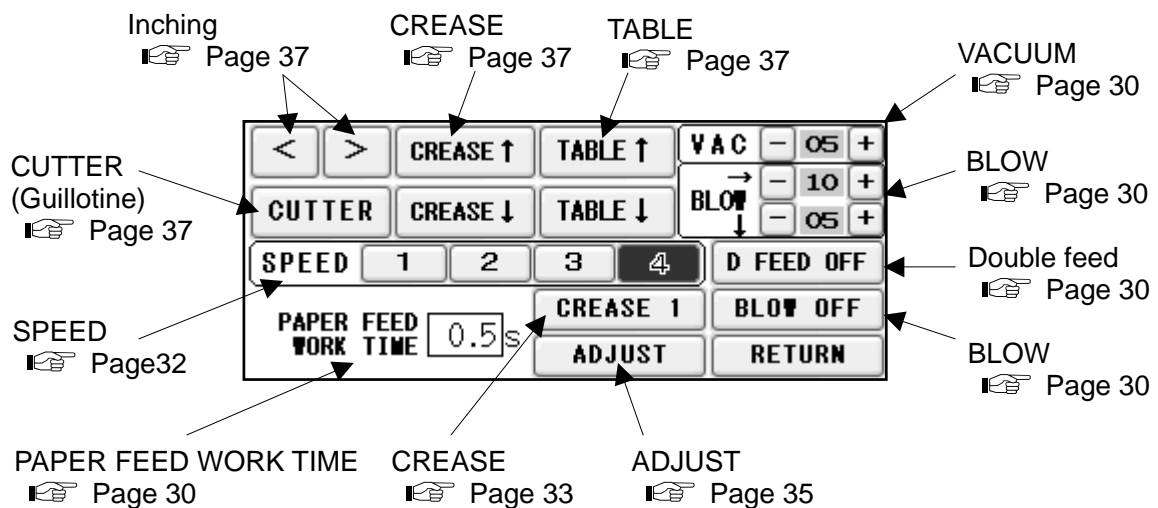 Inching
Page 37
CREASE
Page 37
TABLE
Page 37
VACUUM
Page 30
CUTTER
(Guillotine)
Page 37
< > CREASE ↑ TABLE ↑ VAC − 05 +
BLOW → − 10 +
CUTTER CREASE ↓ TABLE ↓ ↓ − 05 +
SPEED 1 2 3 4 D FEED OFF
PAPER FEED WORK TIME 0.5 s CREASE 1 BLOW OFF
ADJUST RETURN
BLOW
Page 30
Double feed
Page 30
SPEED
Page32
BLOW
Page 30
PAPER FEED WORK TIME
Page 30
CREASE
Page 33
ADJUST
Page 35